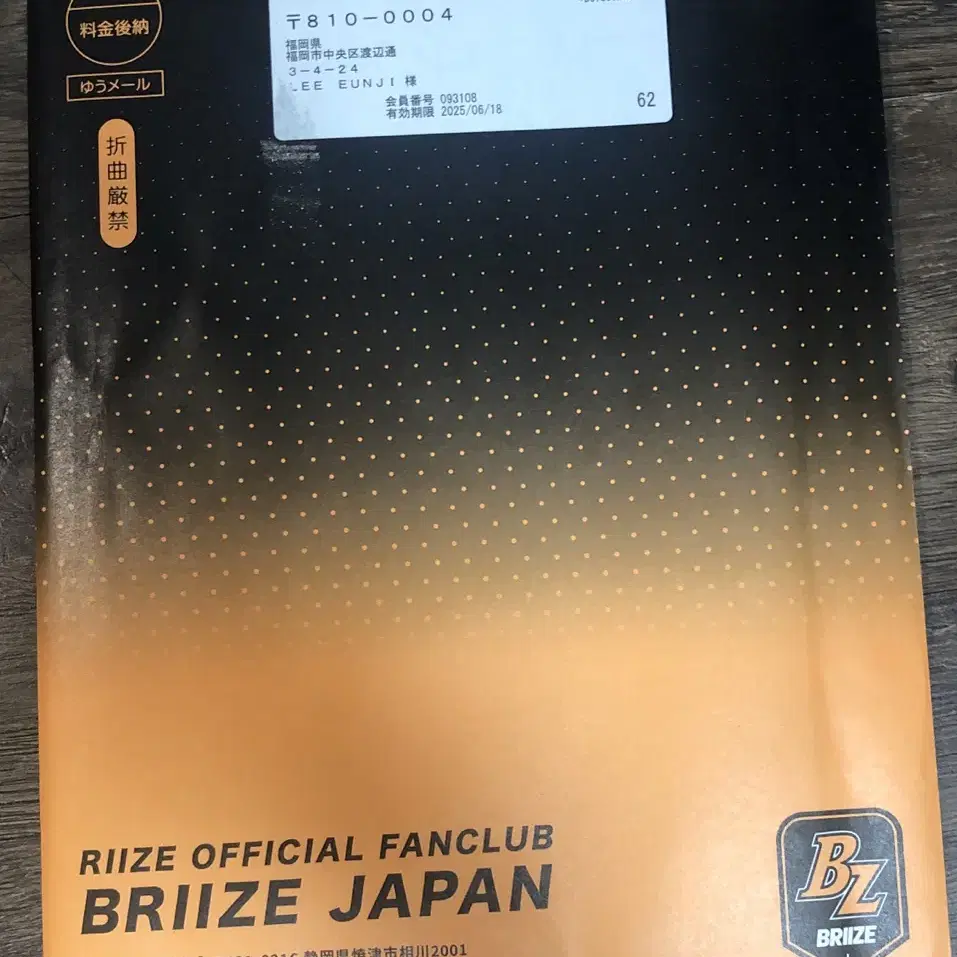 料金後納
ゆうメール
折曲厳禁
〒810-0004
福岡県
福岡市中央区渡辺通
3-4-24
LEE EUNJI 様
会員番号 093108
有効期限 2025/06/18
62
RIIZE OFFICIAL FANCLUB
BRIIZE JAPAN
静岡県焼津市相川2001
BZ
BRIIZE